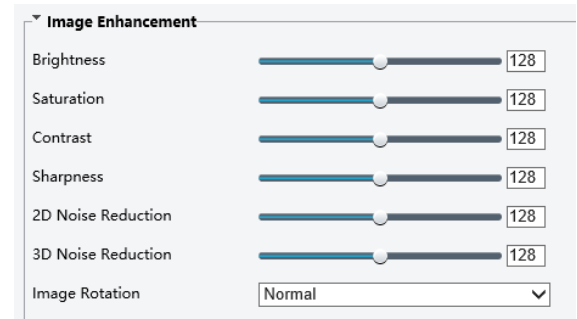 Image Enhancement
Brightness 128
Saturation 128
Contrast 128
Sharpness 128
2D Noise Reduction 128
3D Noise Reduction 128
Image Rotation Normal